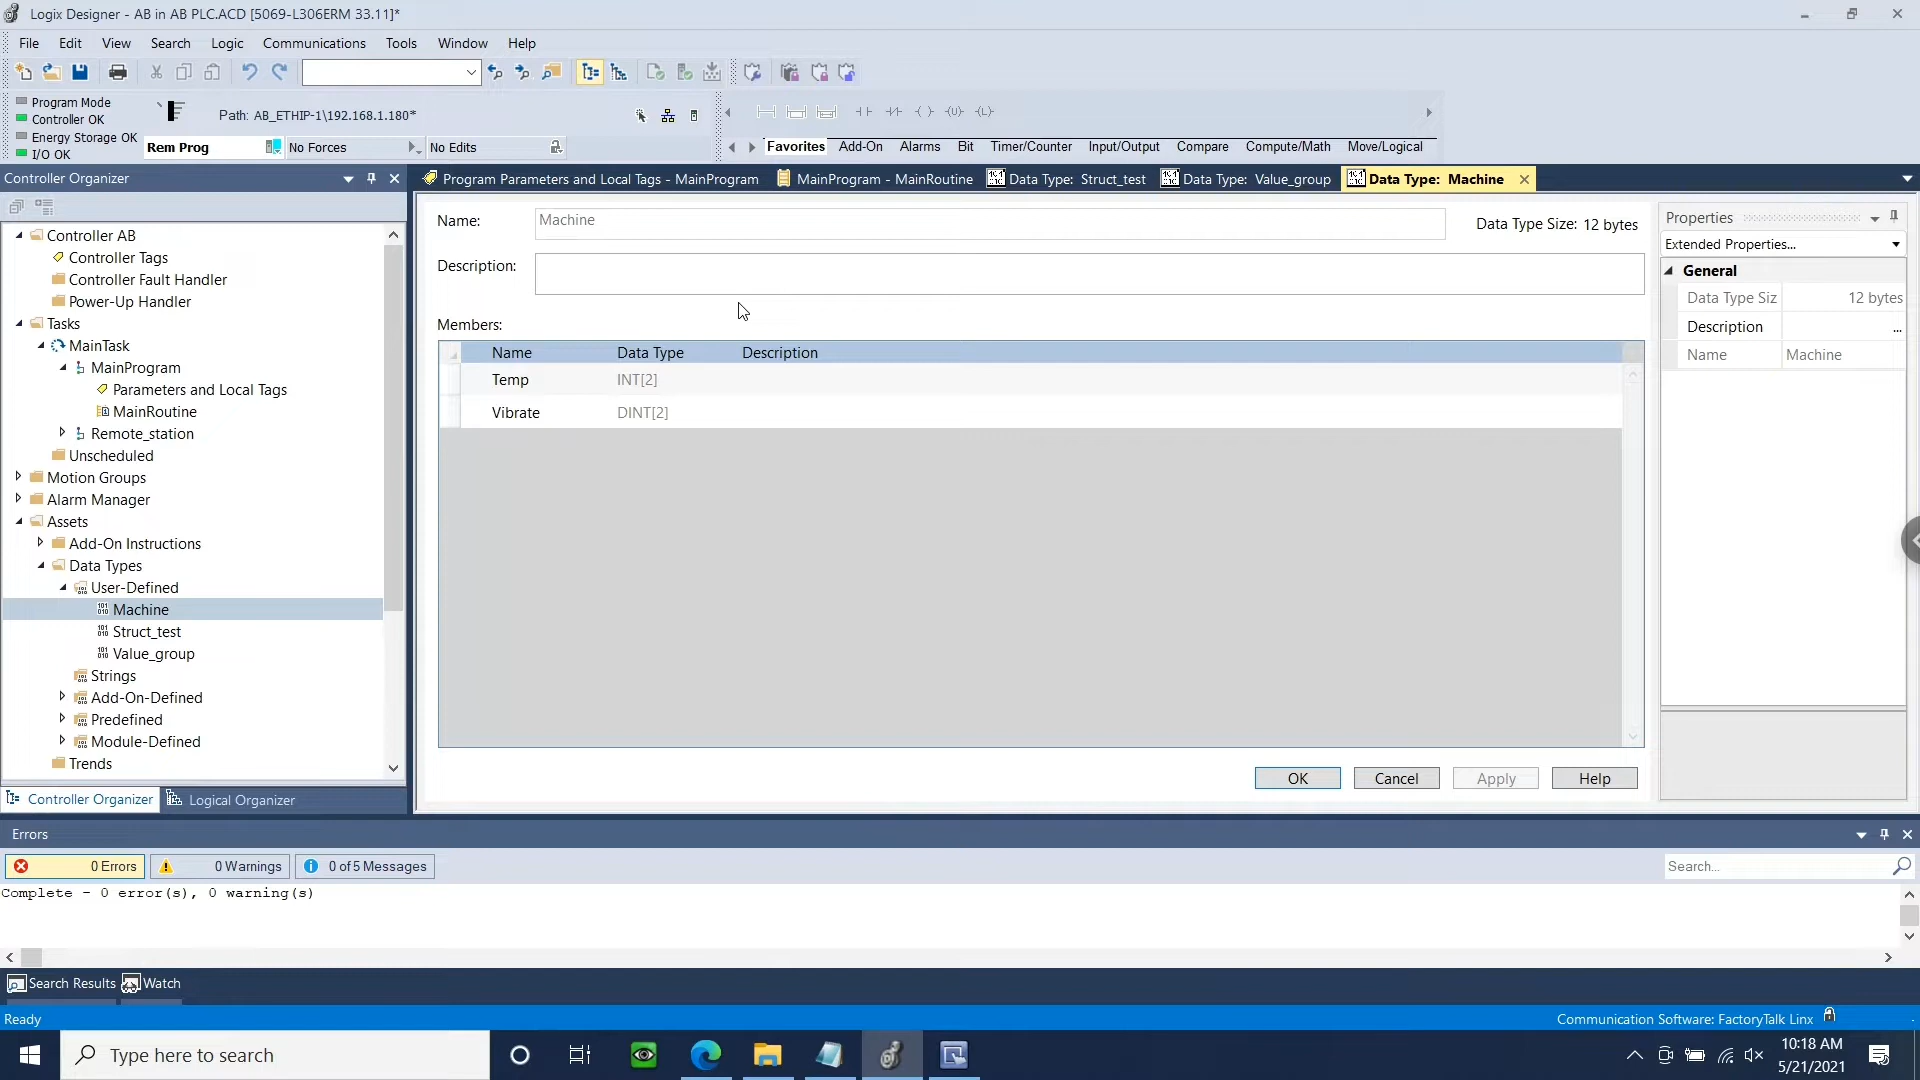 Logix Designer - AB in AB PLC.ACD [5069-L306ERM 33.11]*
File Edit View Search Logic Communications Tools Window Help
Program Mode
Controller OK
Energy Storage OK
I/O OK
Path: AB_ETHIP-1\192.168.1.180*
Rem Prog No Forces No Edits
Favorites Add-On Alarms Bit Timer/Counter Input/Output Compare Compute/Math Move/Logical
Controller Organizer
Program Parameters and Local Tags - MainProgram MainProgram - MainRoutine Data Type: Struct_test Data Type: Value_group Data Type: Machine
Controller AB
Controller Tags
Controller Fault Handler
Power-Up Handler
Tasks
MainTask
MainProgram
Parameters and Local Tags
MainRoutine
Remote_station
Unscheduled
Motion Groups
Alarm Manager
Assets
Add-On Instructions
Data Types
User-Defined
Machine
Struct_test
Value_group
Strings
Add-On-Defined
Predefined
Module-Defined
Trends
Controller Organizer Logical Organizer
Name: Machine Data Type Size: 12 bytes
Description:
Members:
Name Data Type Description
Temp INT[2]
Vibrate DINT[2]
OK Cancel Apply Help
Properties
Extended Properties...
General
Data Type Siz 12 bytes
Description ...
Name Machine
Errors
0 Errors 0 Warnings 0 of 5 Messages Search...
Complete - 0 error(s), 0 warning(s)
Search Results Watch
Ready Communication Software: FactoryTalk Linx
Type here to search
10:18 AM
5/21/2021